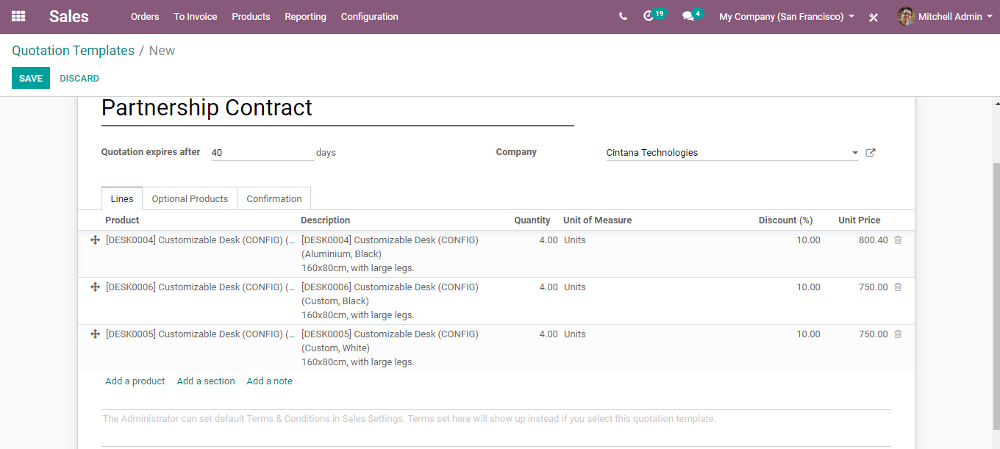 Sales Orders To Invoice Products Reporting Configuration 19 4 My Company (San Francisco) Mitchell Admin
Quotation Templates / New
SAVE DISCARD
Partnership Contract
Quotation expires after 40 days Company Cintana Technologies
Lines Optional Products Confirmation
Product Description Quantity Unit of Measure Discount (%) Unit Price
[DESK0004] Customizable Desk (CONFIG) (... [DESK0004] Customizable Desk (CONFIG) 4.00 Units 10.00 800.40
(Aluminium, Black)
160x80cm, with large legs.
[DESK0006] Customizable Desk (CONFIG) (... [DESK0006] Customizable Desk (CONFIG) 4.00 Units 10.00 750.00
(Custom, Black)
160x80cm, with large legs.
[DESK0005] Customizable Desk (CONFIG) (... [DESK0005] Customizable Desk (CONFIG) 4.00 Units 10.00 750.00
(Custom, White)
160x80cm, with large legs.
Add a product Add a section Add a note
The Administrator can set default Terms & Conditions in Sales Settings. Terms set here will show up instead if you select this quotation template.